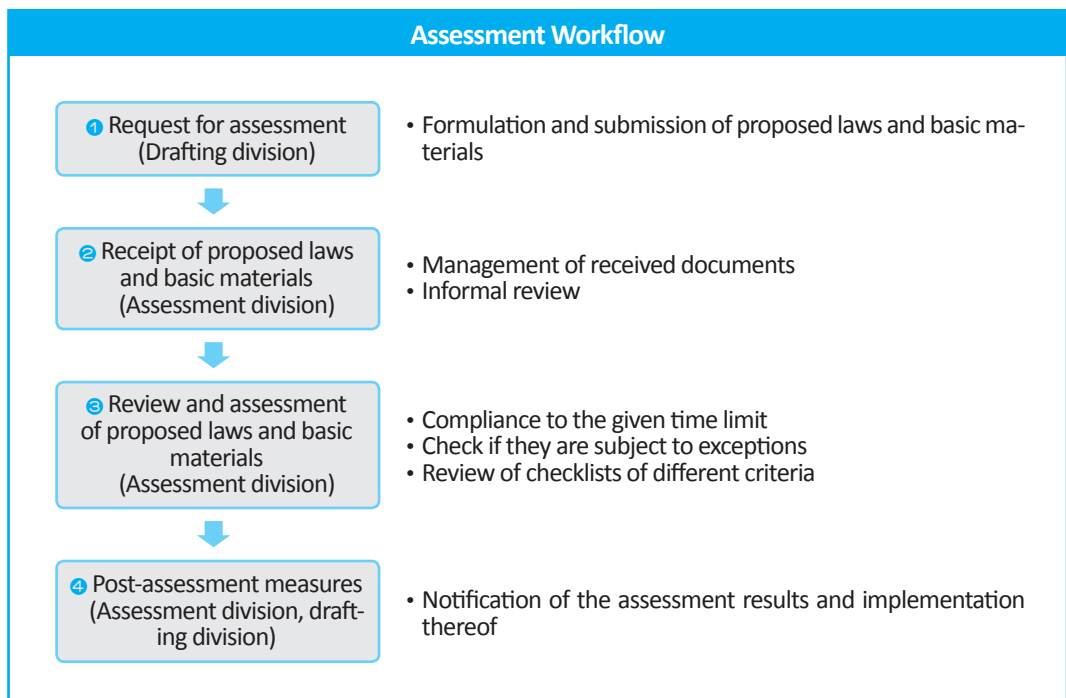 Assessment Workflow
❶ Request for assessment
(Drafting division)
• Formulation and submission of proposed laws and basic ma-
terials
❷ Receipt of proposed laws
and basic materials
(Assessment division)
• Management of received documents
• Informal review
❸ Review and assessment
of proposed laws and basic
materials
(Assessment division)
• Compliance to the given time limit
• Check if they are subject to exceptions
• Review of checklists of different criteria
❹ Post-assessment measures
(Assessment division, draft-
ing division)
• Notification of the assessment results and implementation
thereof